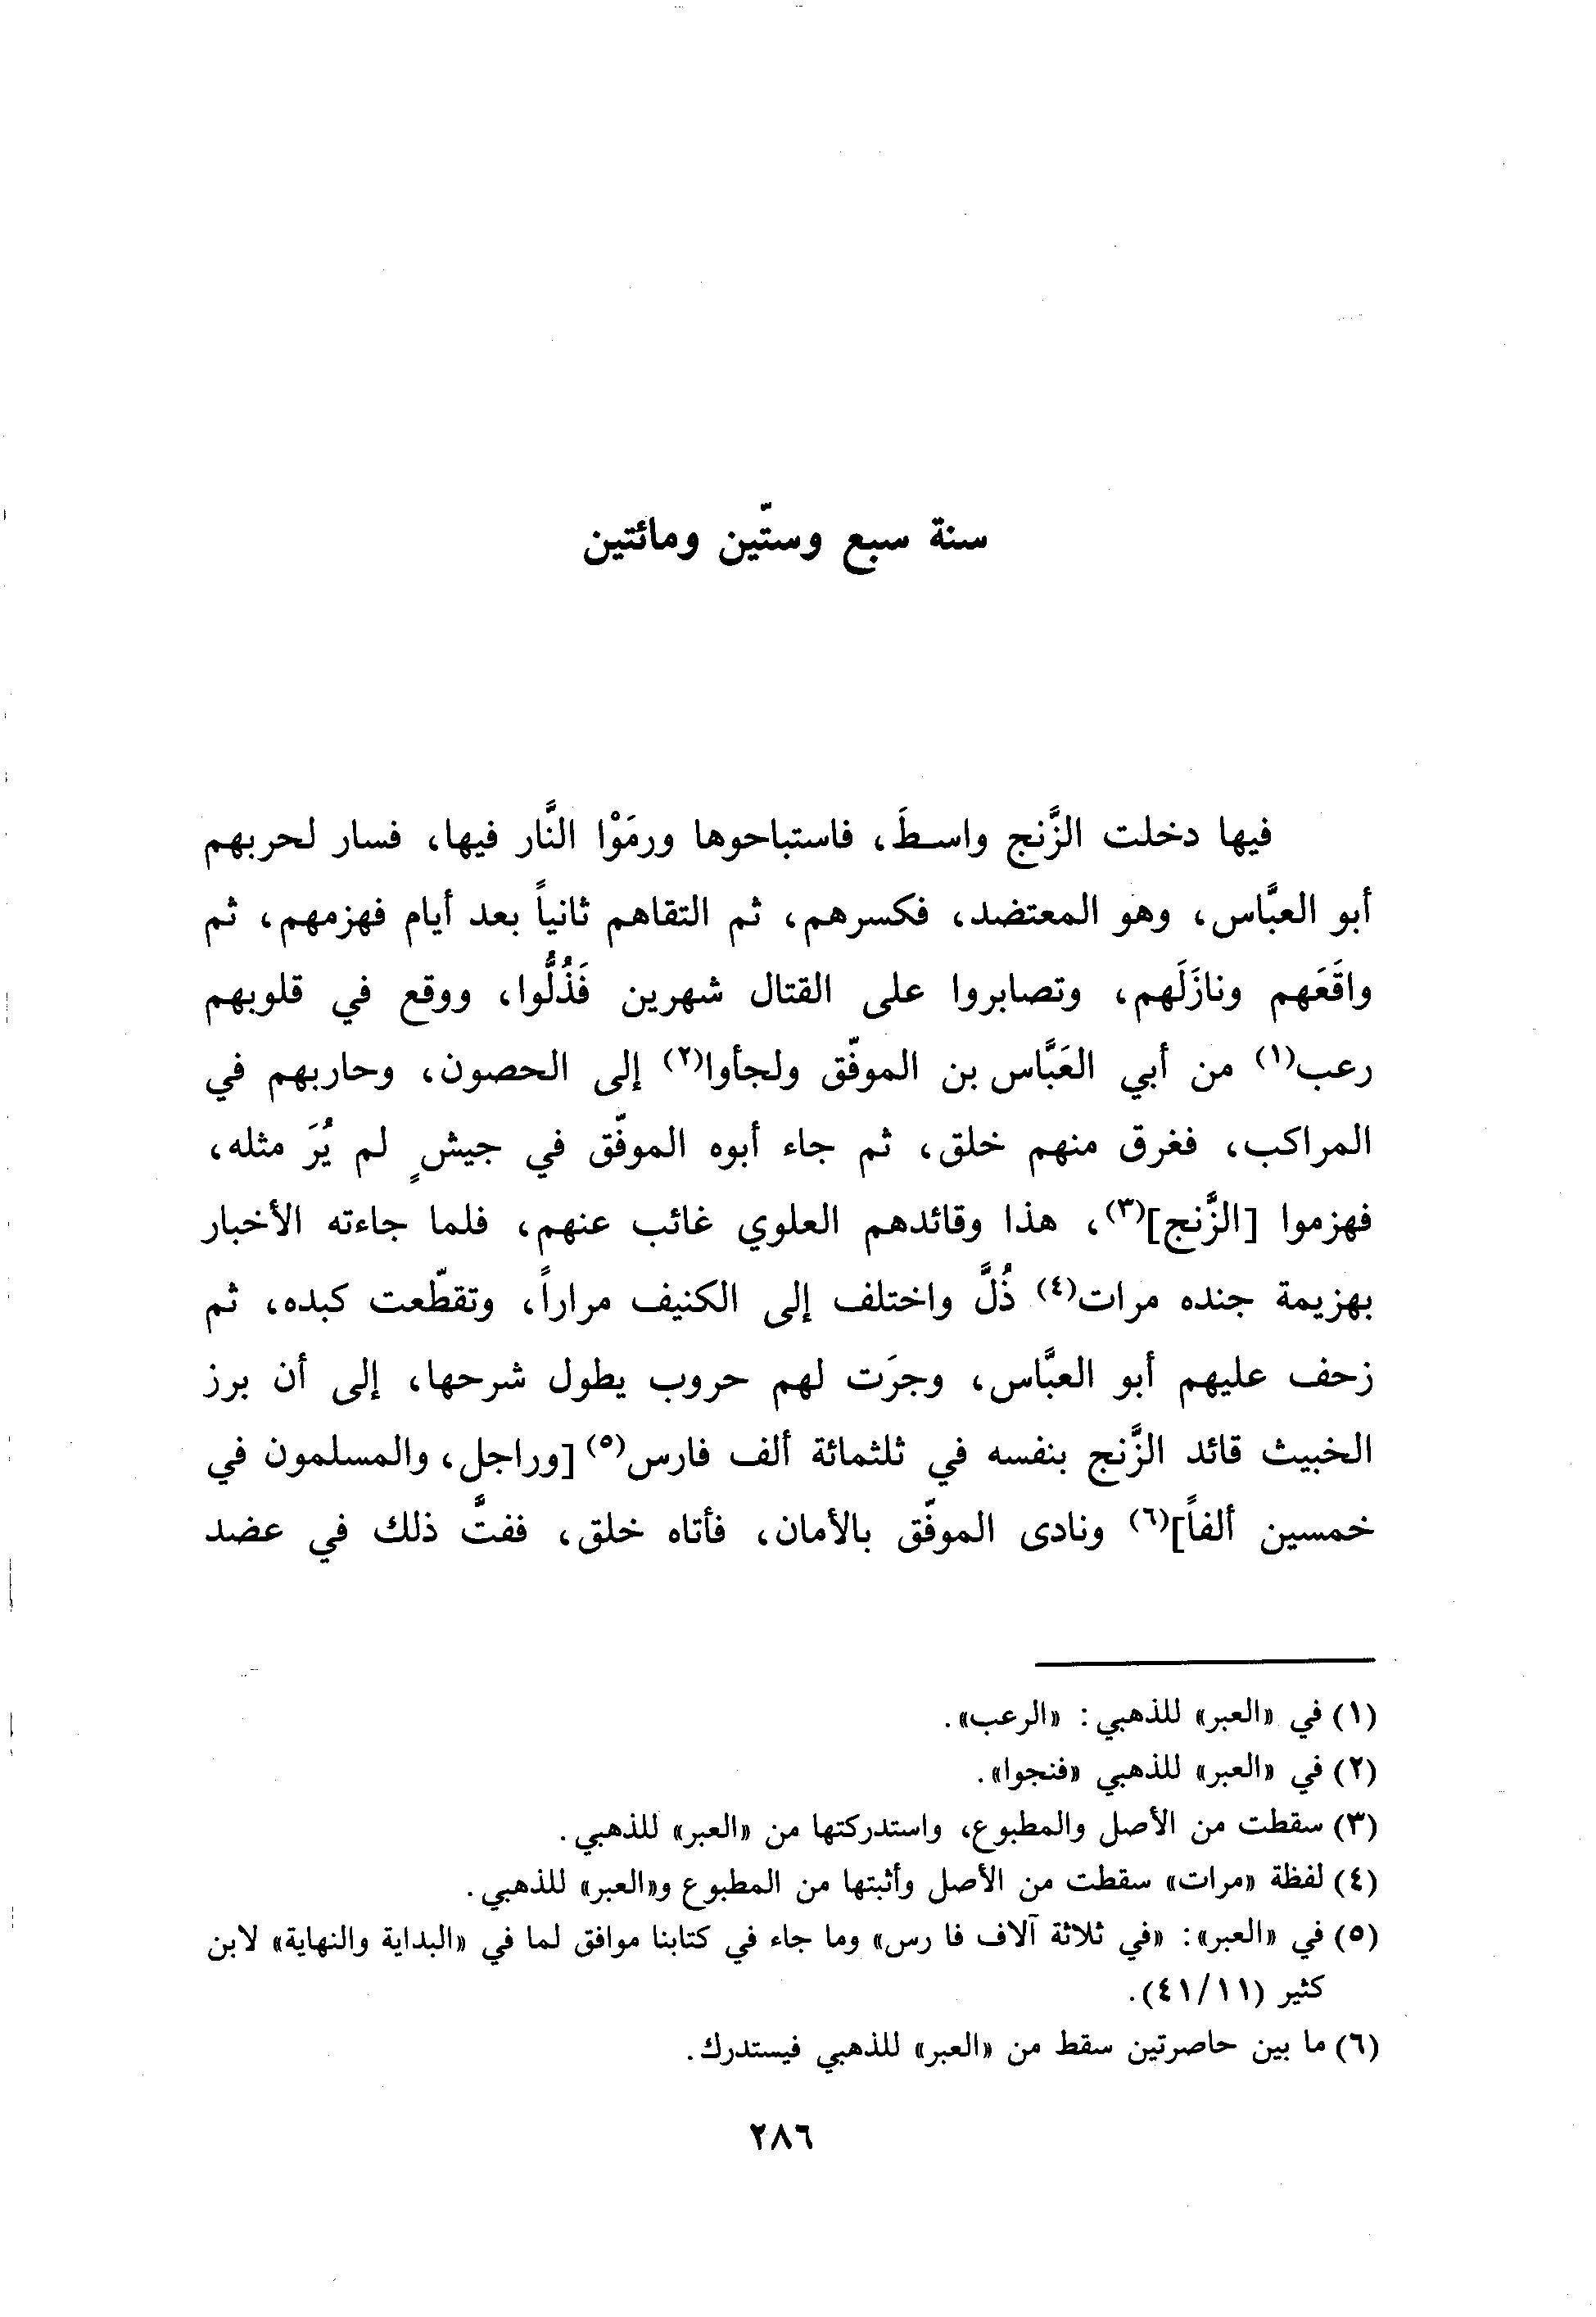 سنة سبع وستّين ومائتين
فيها دخلت الزَّنج واسـطَ، فاستباحوها ورمَوْا النَّار فيها، فسار لحربهم
أبو العبَّاس، وهو المعتضد، فكسرهم، ثم التقاهم ثانياً بعد أيام فهزمهم، ثم
واقَعَهم ونازَلَهم، وتصابروا على القتال شهرين فَذُلُّوا، ووقع في قلوبهم
رعب(١) من أبي العَبَّاس بن الموفّق ولجأوا(٢) إلى الحصون، وحاربهم في
المراكب، فغرق منهم خلق، ثم جاء أبوه الموفّق في جيشٍ لم يُرَ مثله،
فهزموا [الزَّنج](٣)، هذا وقائدهم العلوي غائب عنهم، فلما جاءته الأخبار
بهزيمة جنده مرات(٤) ذُلَّ واختلف إلى الكنيف مراراً، وتقطّعت كبده، ثم
زحف عليهم أبو العبَّاس، وجرَت لهم حروب يطول شرحها، إلى أن برز
الخبيث قائد الزَّنج بنفسه في ثلثمائة ألف فارس(٥) [وراجل، والمسلمون في
خمسين ألفاً](٦) ونادى الموفّق بالأمان، فأتاه خلق، ففتَّ ذلك في عضد
(١) في «العبر» للذهبي: «الرعب».
(٢) في «العبر» للذهبي «فنجوا».
(٣) سقطت من الأصل والمطبوع، واستدركتها من «العبر» للذهبي.
(٤) لفظة «مرات» سقطت من الأصل وأثبتها من المطبوع و«العبر» للذهبي.
(٥) في «العبر»: «في ثلاثة آلاف فا رس» وما جاء في كتابنا موافق لما في «البداية والنهاية» لابن
كثير (١١/٤١).
(٦) ما بين حاصرتين سقط من «العبر» للذهبي فيستدرك.
٢٨٦